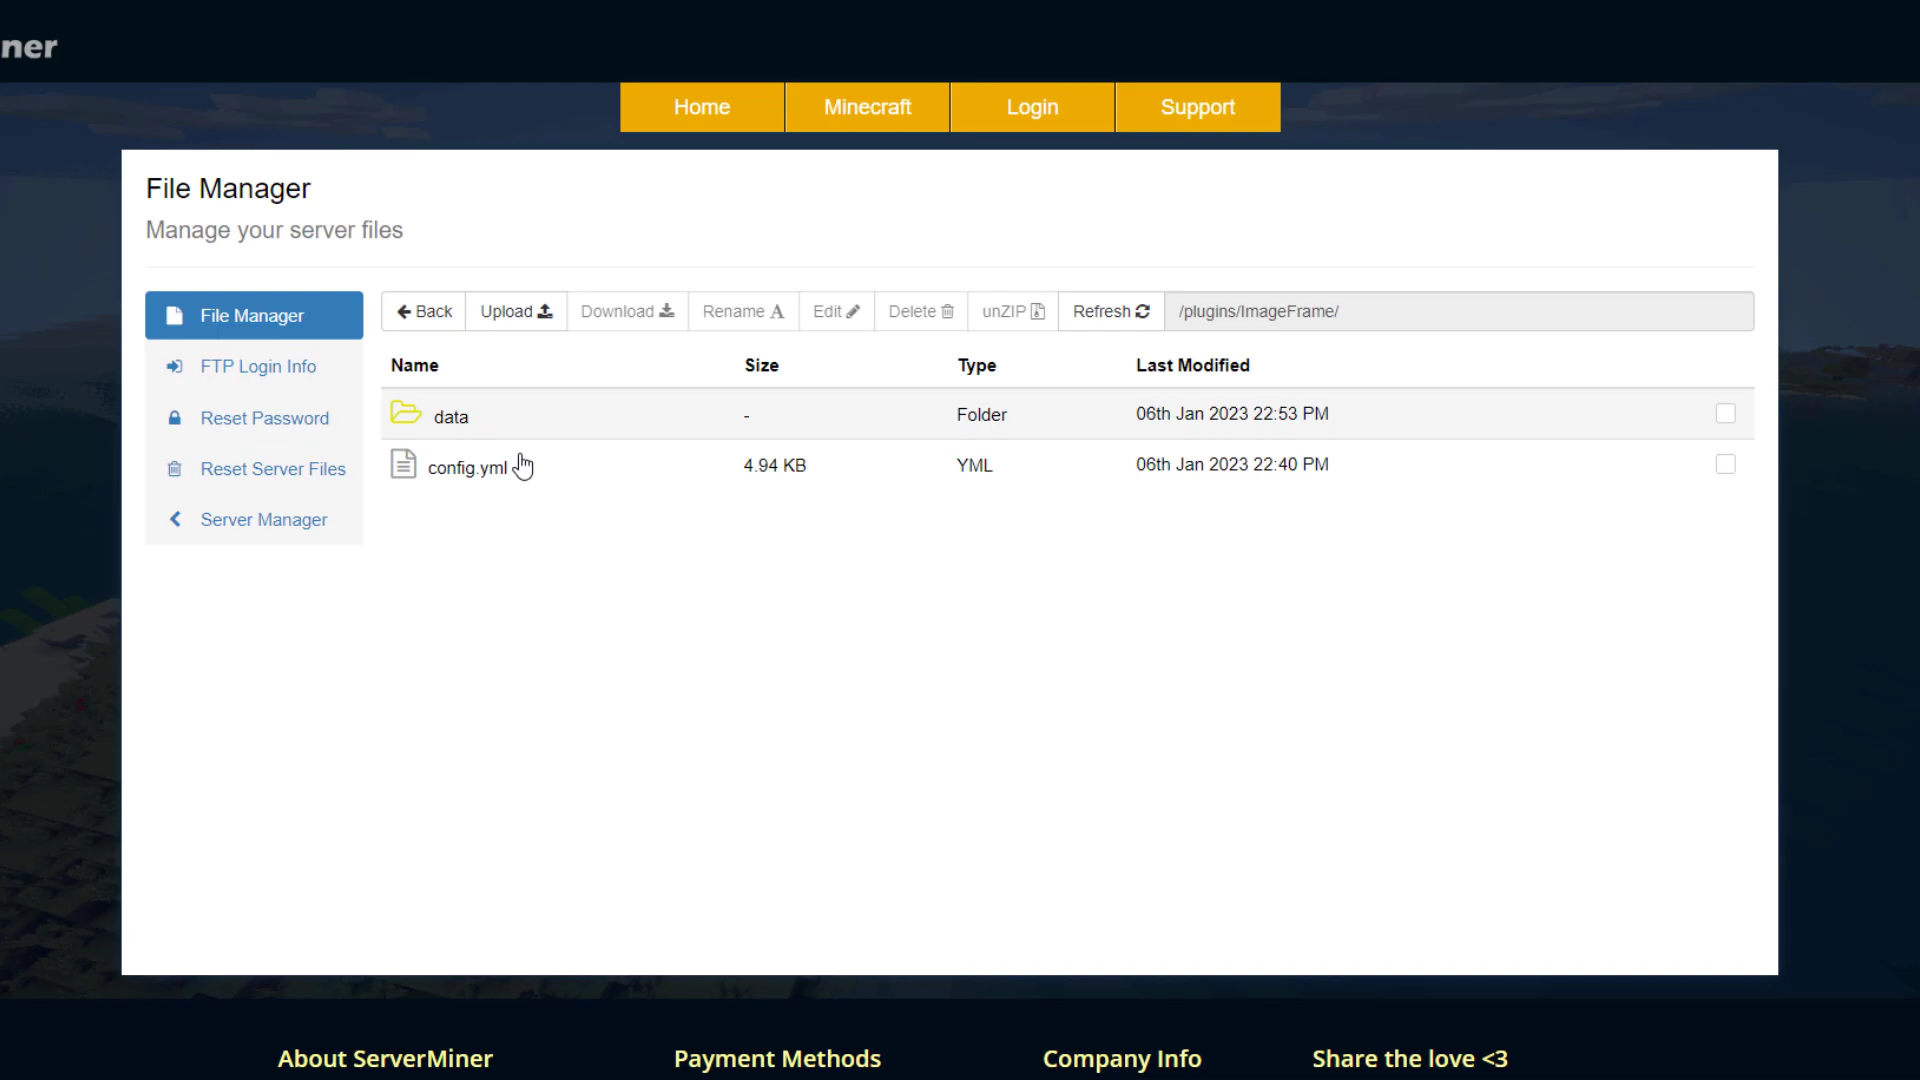 ner
Home Minecraft Login Support
File Manager
Manage your server files
File Manager
FTP Login Info
Reset Password
Reset Server Files
Server Manager
Back Upload Download Rename Edit Delete unZIP Refresh /plugins/ImageFrame/
Name Size Type Last Modified
data - Folder 06th Jan 2023 22:53 PM
config.yml 4.94 KB YML 06th Jan 2023 22:40 PM
About ServerMiner Payment Methods Company Info Share the love <3